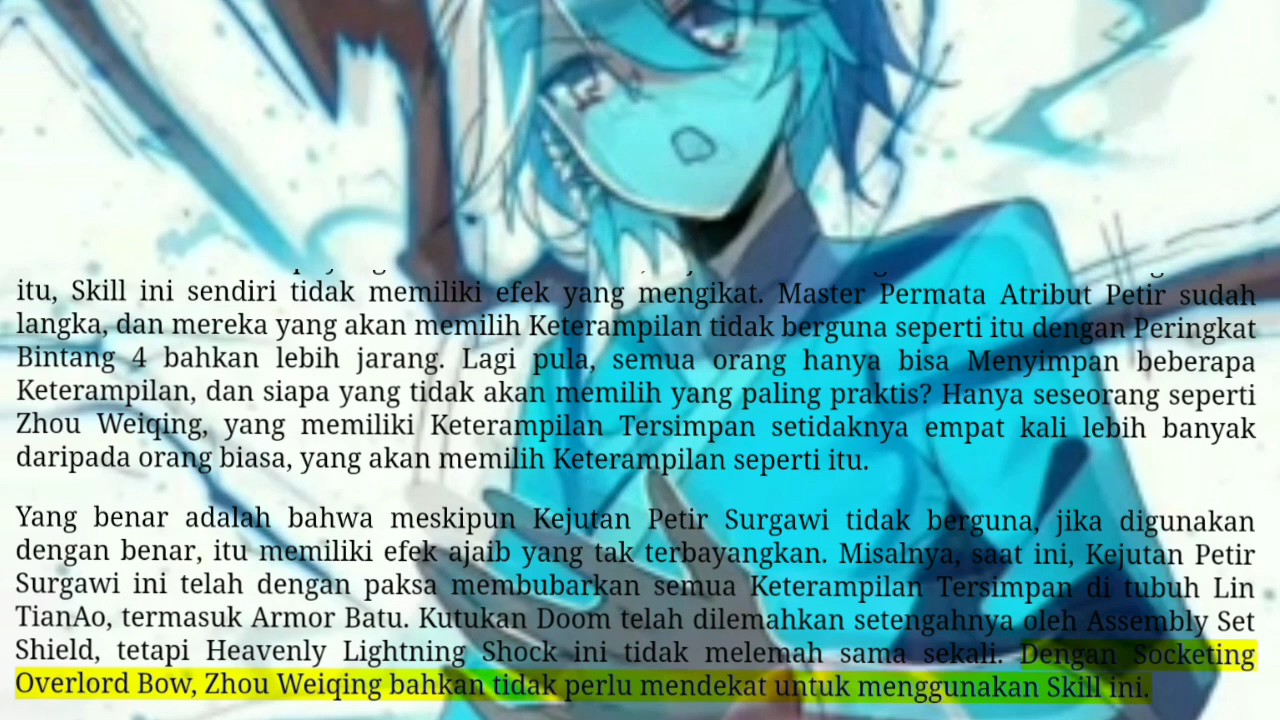 itu, Skill ini sendiri tidak memiliki efek yang mengikat. Master Permata Atribut Petir sudah
langka, dan mereka yang akan memilih Keterampilan tidak berguna seperti itu dengan Peringkat
Bintang 4 bahkan lebih jarang. Lagi pula, semua orang hanya bisa Menyimpan beberapa
Keterampilan, dan siapa yang tidak akan memilih yang paling praktis? Hanya seseorang seperti
Zhou Weiqing, yang memiliki Keterampilan Tersimpan setidaknya empat kali lebih banyak
daripada orang biasa, yang akan memilih Keterampilan seperti itu.
Yang benar adalah bahwa meskipun Kejutan Petir Surgawi tidak berguna, jika digunakan
dengan benar, itu memiliki efek ajaib yang tak terbayangkan. Misalnya, saat ini, Kejutan Petir
Surgawi ini telah dengan paksa membubarkan semua Keterampilan Tersimpan di tubuh Lin
TianAo, termasuk Armor Batu. Kutukan Doom telah dilemahkan setengahnya oleh Assembly Set
Shield, tetapi Heavenly Lightning Shock ini tidak melemah sama sekali. Dengan Socketing
Overlord Bow, Zhou Weiqing bahkan tidak perlu mendekat untuk menggunakan Skill ini.